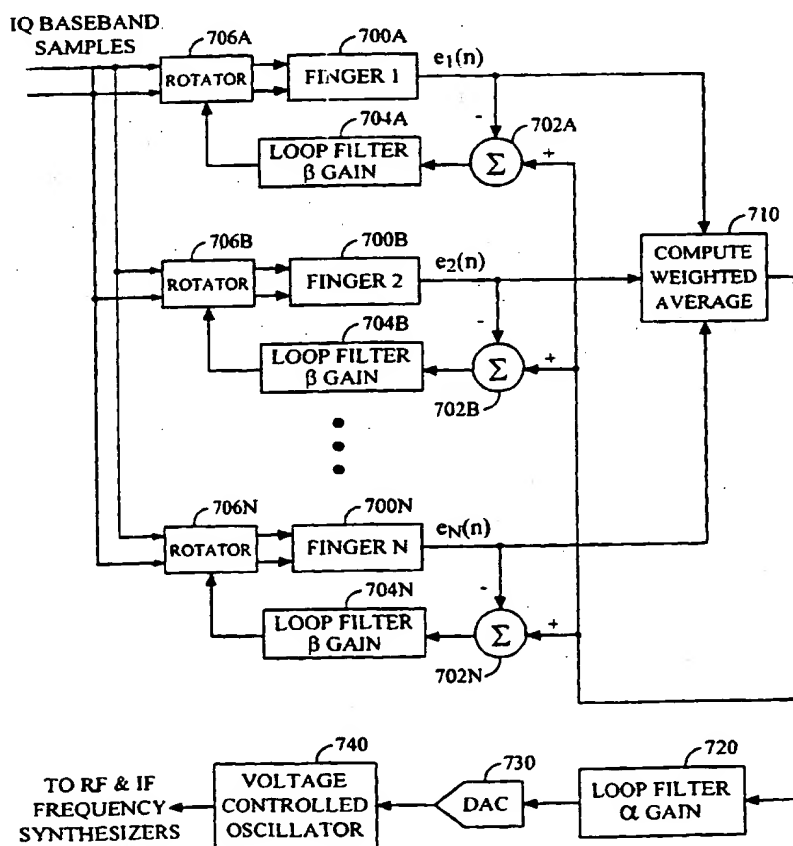 IQ BASEBAND
SAMPLES
706A
ROTATOR
700A
FINGER 1
e1(n)
704A
LOOP FILTER
β GAIN
-
702A
Σ
+
706B
ROTATOR
700B
FINGER 2
e2(n)
710
COMPUTE
WEIGHTED
AVERAGE
704B
LOOP FILTER
β GAIN
-
Σ
+
702B
706N
ROTATOR
700N
FINGER N
eN(n)
704N
LOOP FILTER
β GAIN
-
Σ
+
702N
TO RF & IF
FREQUENCY
SYNTHESIZERS
740
VOLTAGE
CONTROLLED
OSCILLATOR
730
DAC
720
LOOP FILTER
α GAIN